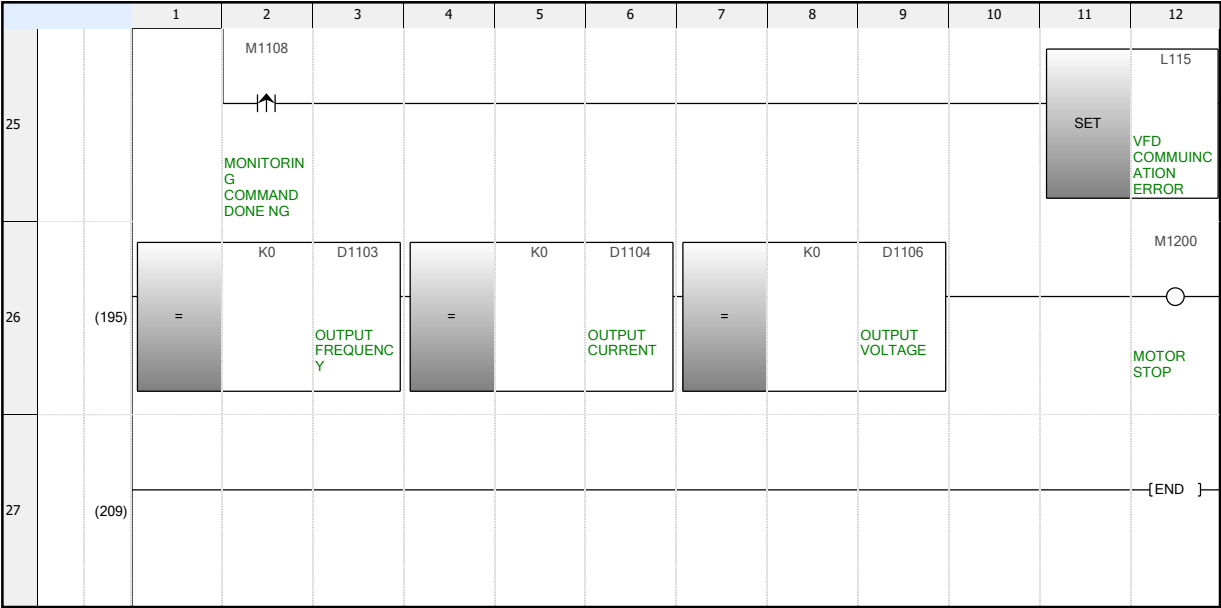 1 2 3 4 5 6 7 8 9 10 11 12
M1108
L115
25
SET
MONITORIN
G
COMMAND
DONE NG
VFD
COMMUINC
ATION
ERROR
M1200
K0 D1103 K0 D1104 K0 D1106
26 (195) = = =
OUTPUT
FREQUENC
Y
OUTPUT
CURRENT
OUTPUT
VOLTAGE
MOTOR
STOP
[END ]
27 (209)